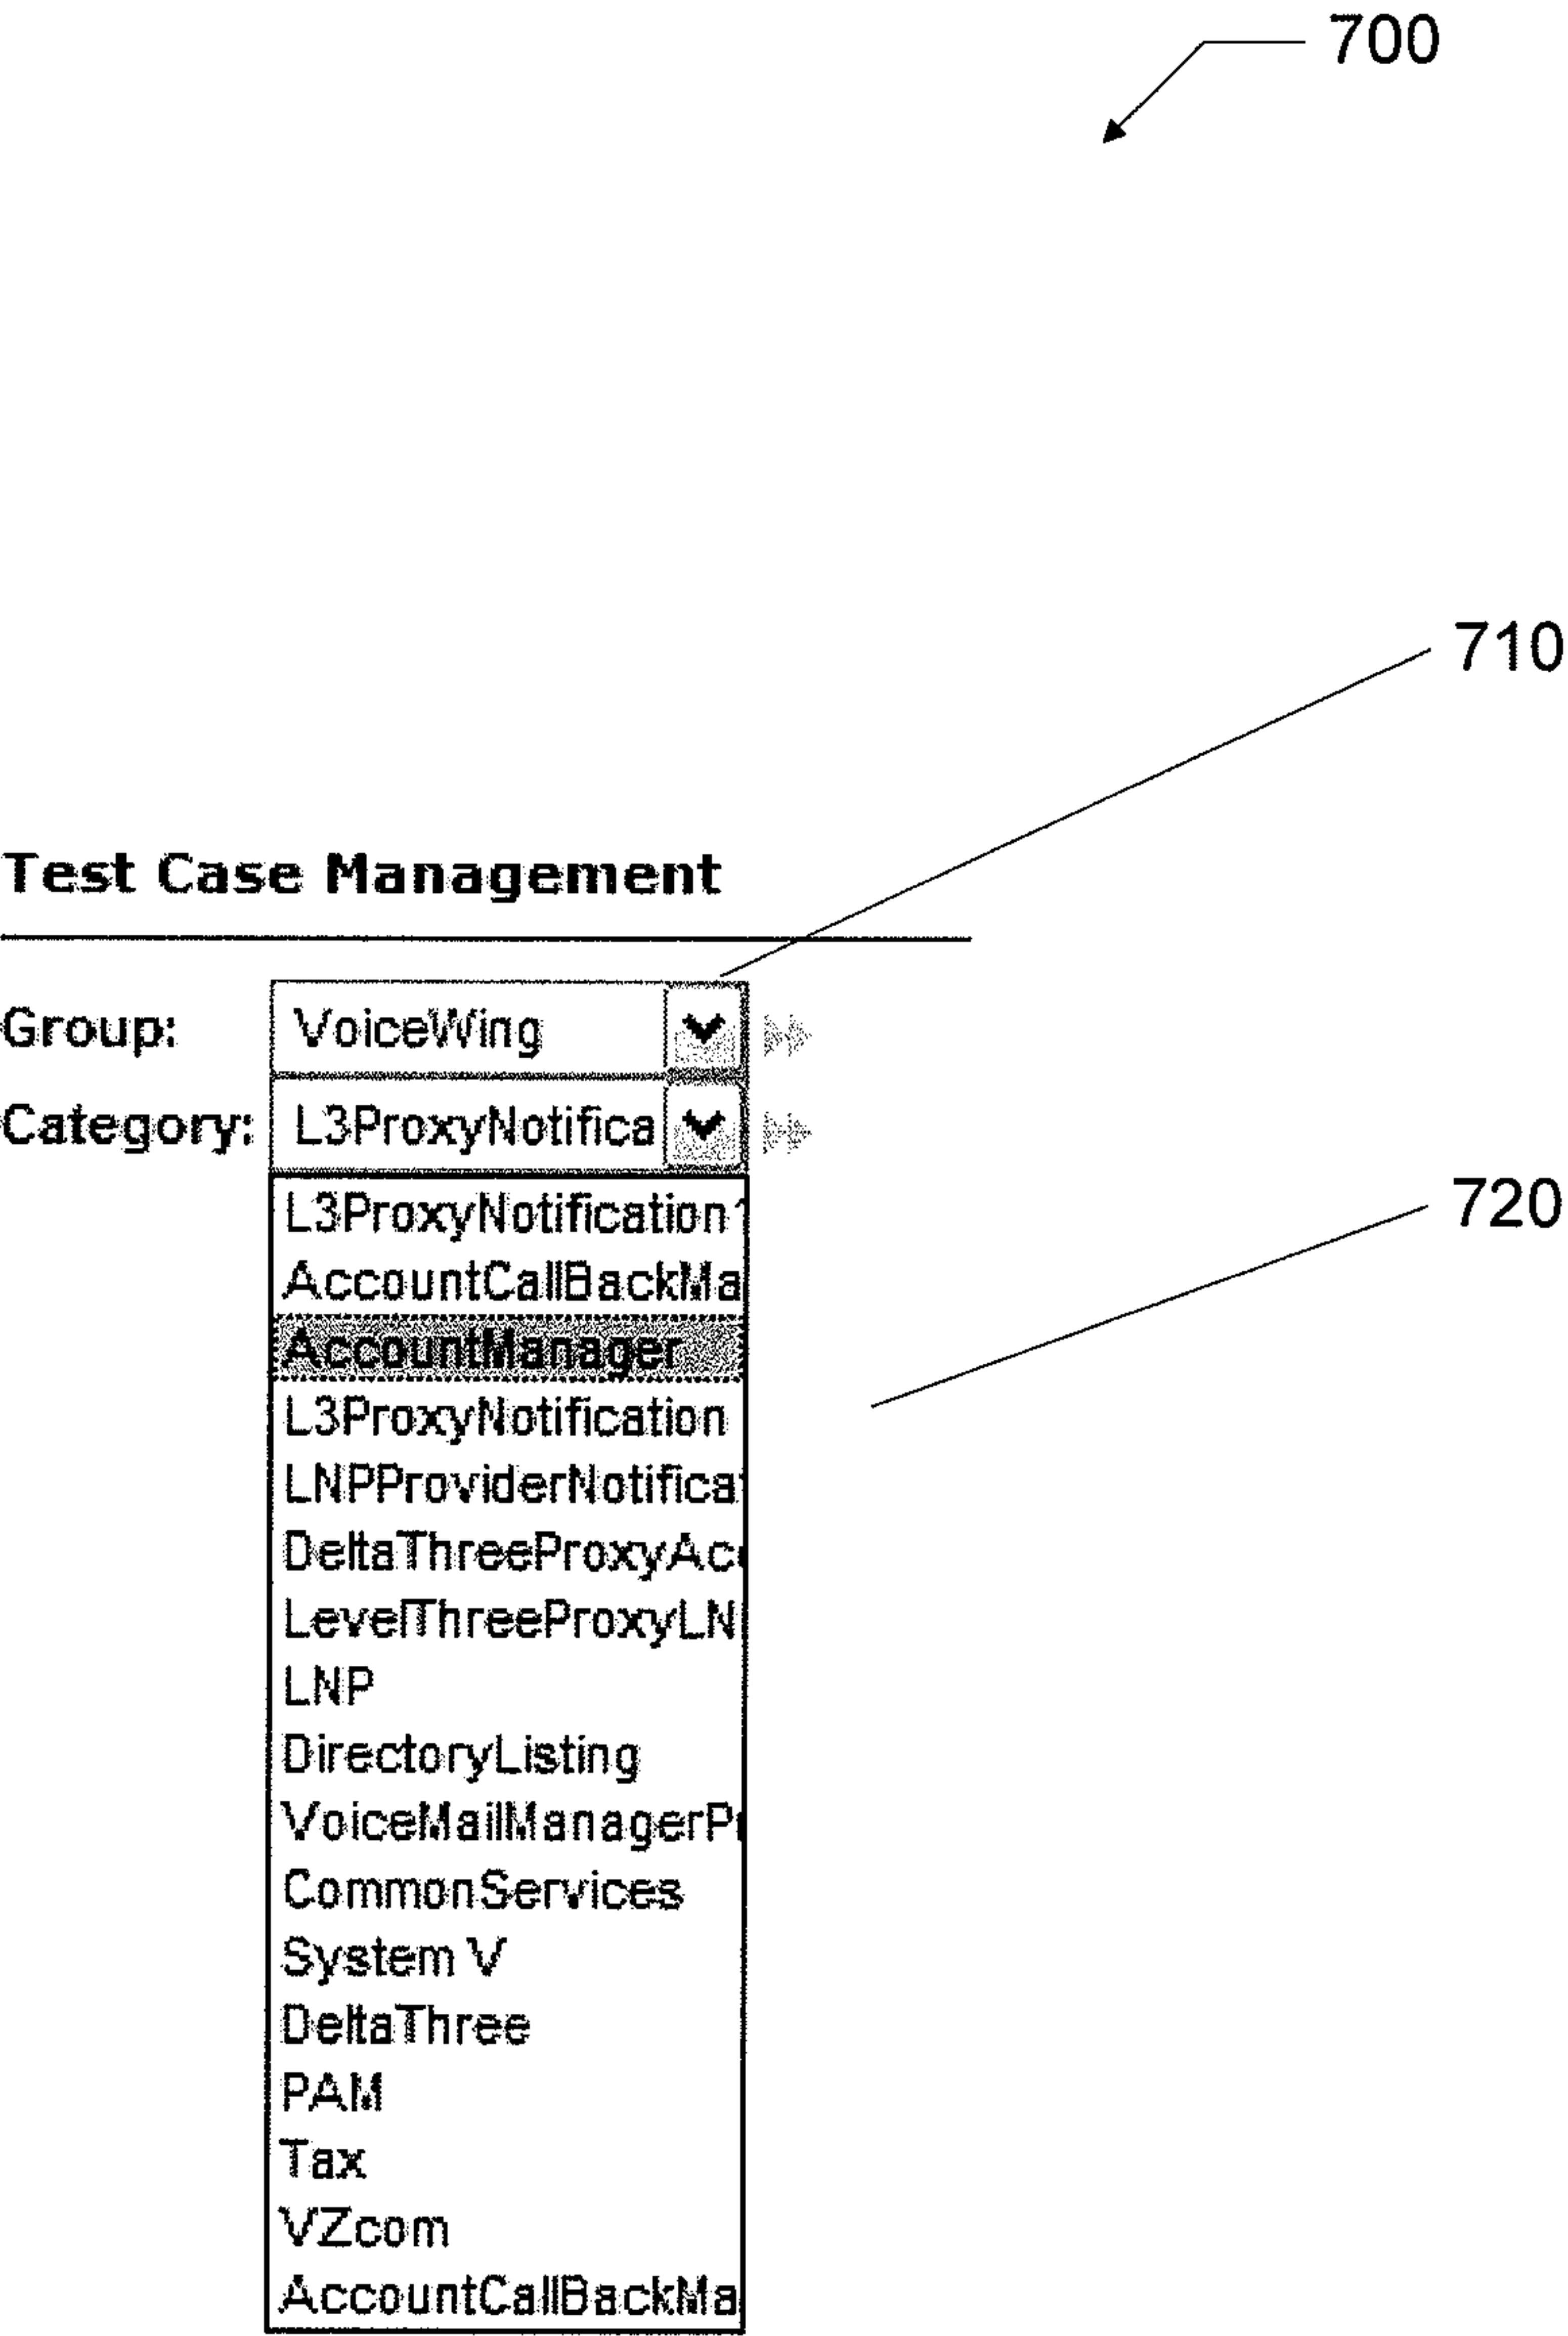 700
710
Test Case Management
Group: VoiceWing
Category: L3ProxyNotifica
720
L3ProxyNotification
AccountCallBackMa
AccountManager
L3ProxyNotification
LNPProviderNotifica
DeltaThreeProxyAc
LevelThreeProxyLN
LNP
DirectoryListing
VoiceMailManagerP
CommonServices
System V
DeltaThree
PAM
Tax
VZcom
AccountCallBackMa